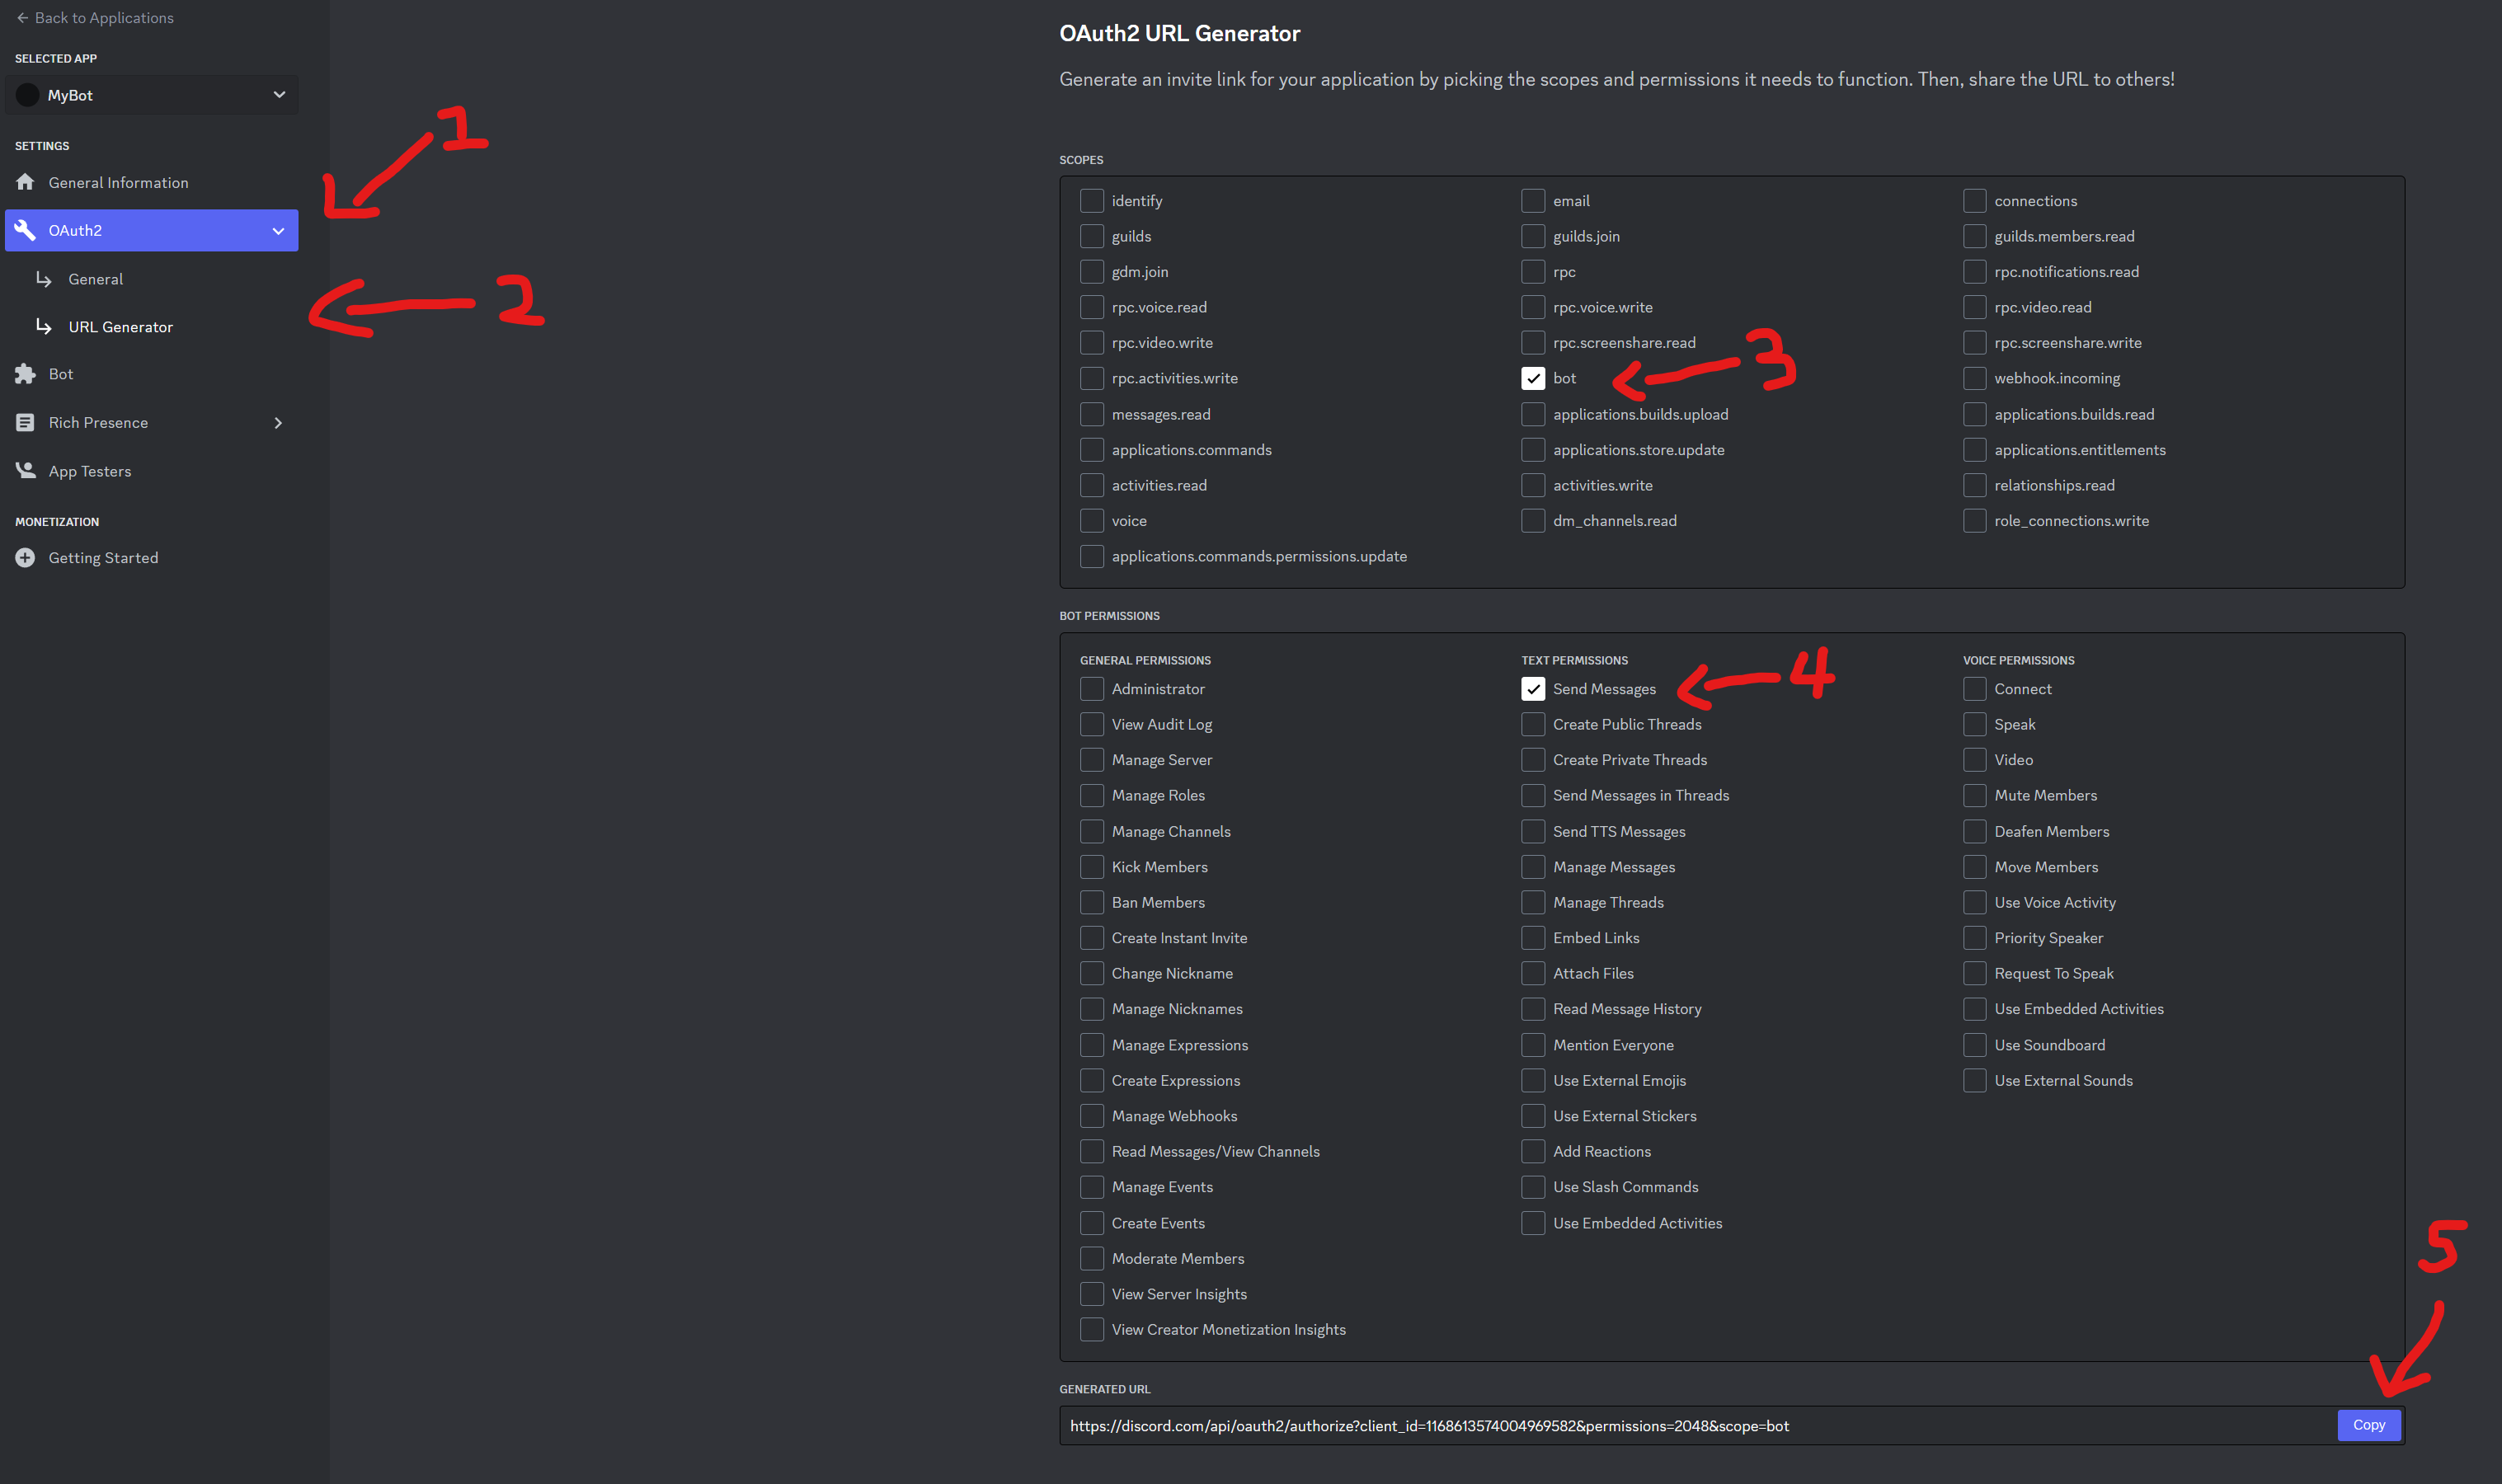 Back to Applications
SELECTED APP
MyBot
SETTINGS
General Information
OAuth2
General
URL Generator
Bot
Rich Presence
App Testers
MONETIZATION
Getting Started
1
2
OAuth2 URL Generator
Generate an invite link for your application by picking the scopes and permissions it needs to function. Then, share the URL to others!
SCOPES
identify email connections
guilds guilds.join guilds.members.read
gdm.join rpc rpc.notifications.read
rpc.voice.read rpc.voice.write rpc.video.read
rpc.video.write rpc.screenshare.read rpc.screenshare.write
3
rpc.activities.write bot webhook.incoming
messages.read applications.builds.upload applications.builds.read
applications.commands applications.store.update applications.entitlements
activities.read activities.write relationships.read
voice dm_channels.read role_connections.write
applications.commands.permissions.update
BOT PERMISSIONS
GENERAL PERMISSIONS
Administrator
View Audit Log
Manage Server
Manage Roles
Manage Channels
Kick Members
Ban Members
Create Instant Invite
Change Nickname
Manage Nicknames
Manage Expressions
Create Expressions
Manage Webhooks
Read Messages/View Channels
Manage Events
Create Events
Moderate Members
View Server Insights
View Creator Monetization Insights
TEXT PERMISSIONS
4
Send Messages
Create Public Threads
Create Private Threads
Send Messages in Threads
Send TTS Messages
Manage Messages
Manage Threads
Embed Links
Attach Files
Read Message History
Mention Everyone
Use External Emojis
Use External Stickers
Add Reactions
Use Slash Commands
Use Embedded Activities
VOICE PERMISSIONS
Connect
Speak
Video
Mute Members
Deafen Members
Move Members
Use Voice Activity
Priority Speaker
Request To Speak
Use Embedded Activities
Use Soundboard
Use External Sounds
5
GENERATED URL
https://discord.com/api/oauth2/authorize?client_id=1168613574004969582&permissions=2048&scope=bot
Copy